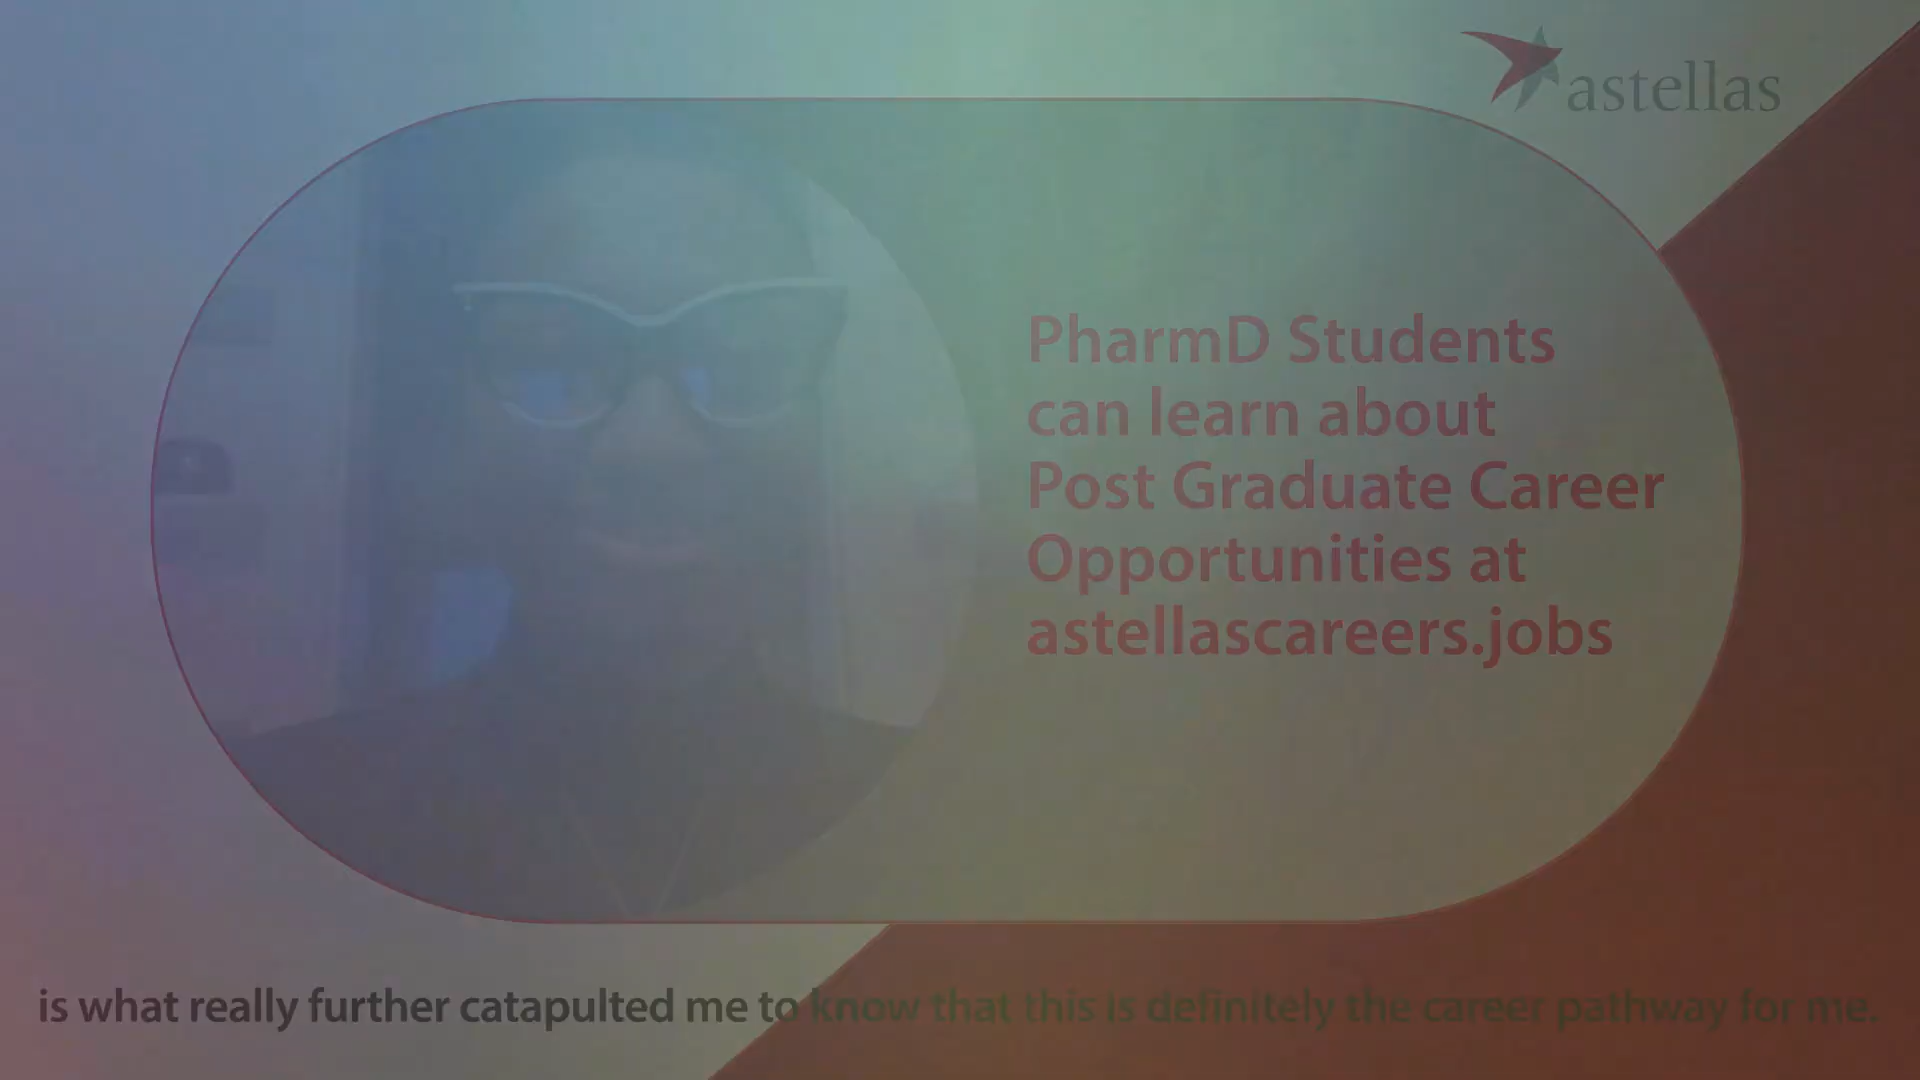 astellas
PharmD Students
can learn about
Post Graduate Career
Opportunities at
astellascareers.jobs
is what really further catapulted me to know that this is definitely the career pathway for me.